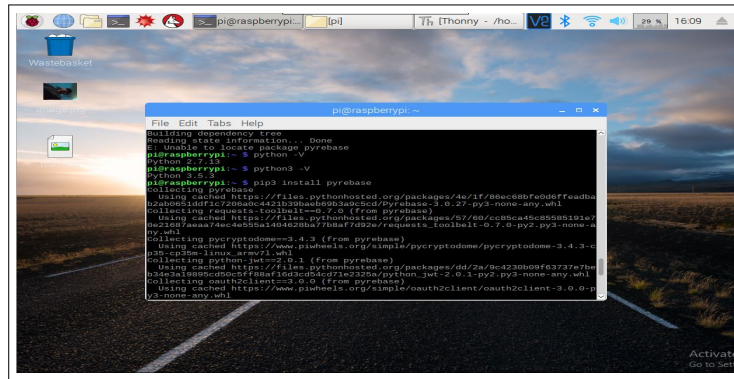 pi@raspberrypi:... [pi] Th [Thonny - /ho... V2 29 % 16:09
Wastebasket
pi@raspberrypi: ~
File Edit Tabs Help
Building dependency tree
Reading state information... Done
E: Unable to locate package pyrebase
pi@raspberrypi:~ $ python -V
Python 2.7.13
pi@raspberrypi:~ $ python3 -V
Python 3.5.3
pi@raspberrypi:~ $ pip3 install pyrebase
Collecting pyrebase
Using cached https://files.pythonhosted.org/packages/4e/1f/86ec68bfe0d6ffeadba
b2ab0651ddf1c7206a0c4421b39baeb69b3a9c5cd/Pyrebase-3.0.27-py3-none-any.whl
Collecting requests-toolbelt==0.7.0 (from pyrebase)
Using cached https://files.pythonhosted.org/packages/57/60/cc85ca45c85585191e7
0e21687aeaa74ec4e555a1404628ba77b8af7d92e/requests_toolbelt-0.7.0-py2.py3-none-a
ny.whl
Collecting pycryptodome==3.4.3 (from pyrebase)
Using cached https://www.piwheels.org/simple/pycryptodome/pycryptodome-3.4.3-c
p35-cp35m-linux_armv7l.whl
Collecting python-jwt==2.0.1 (from pyrebase)
Using cached https://files.pythonhosted.org/packages/dd/2a/9c4230b09f63737e7be
b34e3a19895cd50c5ff88af16d3cd54cd71e2325a/python_jwt-2.0.1-py2.py3-none-any.whl
Collecting oauth2client==3.0.0 (from pyrebase)
Using cached https://www.piwheels.org/simple/oauth2client/oauth2client-3.0.0-p
y3-none-any.whl
Activat
Go to Set